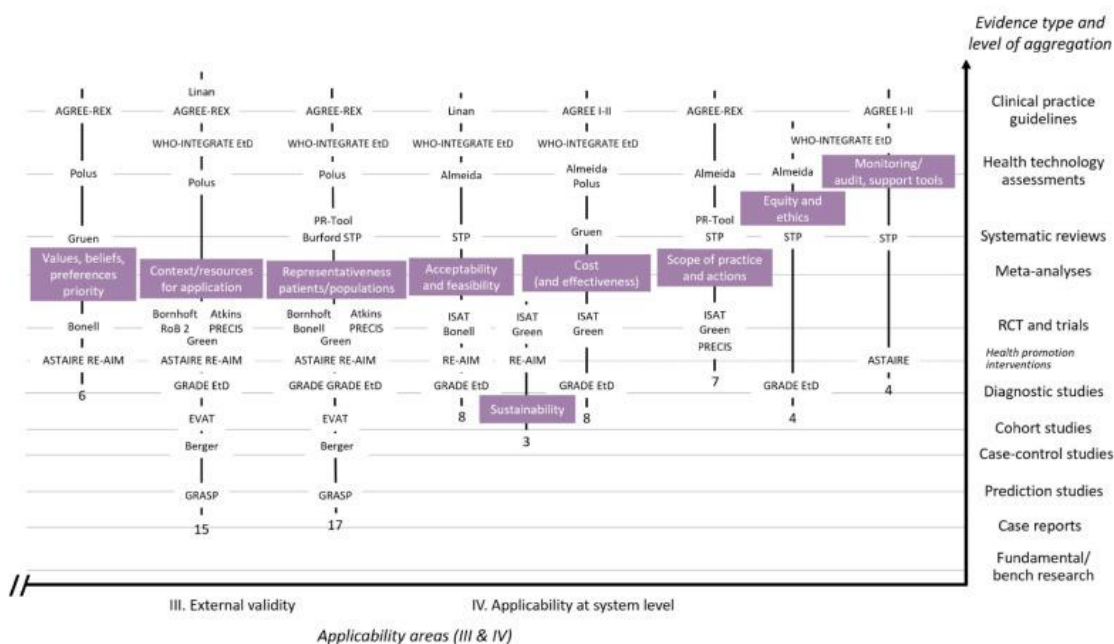 Evidence type and
level of aggregation
Linan
AGREE-REX AGREE-REX AGREE-REX Linan AGREE I-II AGREE-REX AGREE I-II
Clinical practice
guidelines
WHO-INTEGRATE EtD WHO-INTEGRATE EtD WHO-INTEGRATE EtD WHO-INTEGRATE EtD WHO-INTEGRATE EtD
Polus Polus Polus Almeida Almeida
Polus Almeida Almeida Monitoring/
audit, support tools
Health technology
assessments
Equity and
ethics
PR-Tool PR-Tool
Gruen Burford STP STP Gruen STP STP STP
Systematic reviews
Values, beliefs,
preferences
priority
Context/resources
for application
Representativeness
patients/populations
Acceptability
and feasibility
Cost
(and effectiveness)
Scope of practice
and actions
Meta-analyses
Bonell
Bornhoft Atkins
RoB 2 PRECIS
Green
Bornhoft Atkins
Bonell PRECIS
Green
ISAT
Bonell
ISAT
Green
ISAT
Green
ISAT
Green
PRECIS
RCT and trials
ASTAIRE RE-AIM ASTAIRE RE-AIM ASTAIRE RE-AIM RE-AIM RE-AIM ASTAIRE
Health promotion
interventions
6 7 4
GRADE EtD GRADE GRADE EtD GRADE EtD GRADE EtD GRADE EtD
Diagnostic studies
Sustainability
8 8 4
EVAT EVAT
3
Cohort studies
Berger Berger
Case-control studies
GRASP GRASP
Prediction studies
15 17
Case reports
Fundamental/
bench research
III. External validity IV. Applicability at system level
Applicability areas (III & IV)